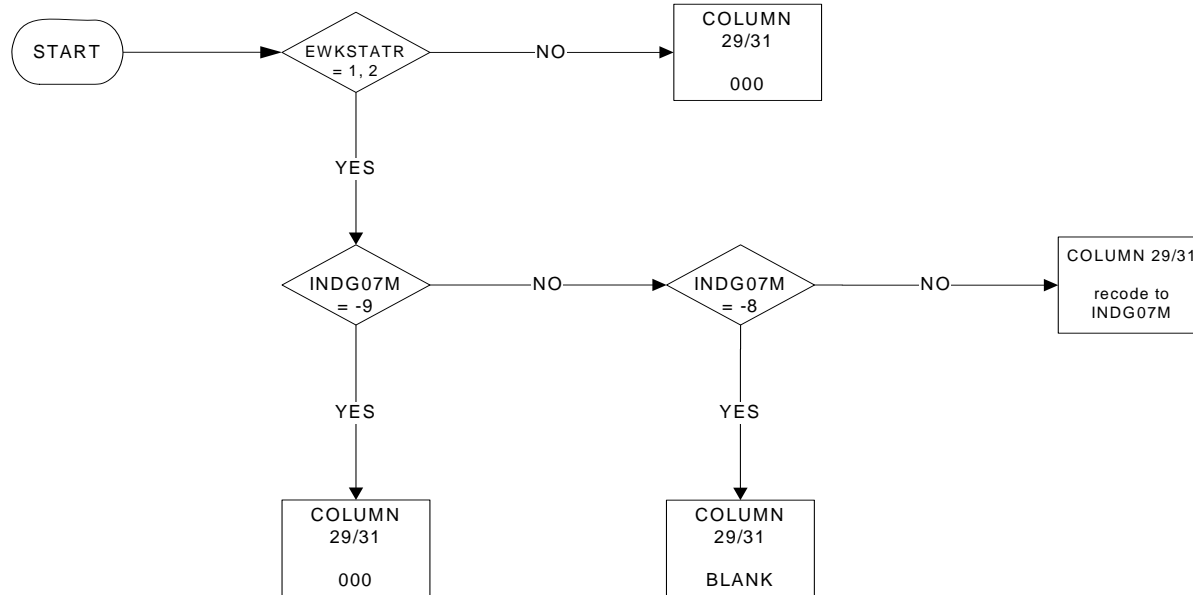 START
EWKSTATR
= 1, 2
NO
COLUMN
29/31
000
YES
INDG07M
= -9
NO
INDG07M
= -8
NO
COLUMN 29/31
recode to
INDG07M
YES
YES
COLUMN
29/31
000
COLUMN
29/31
BLANK